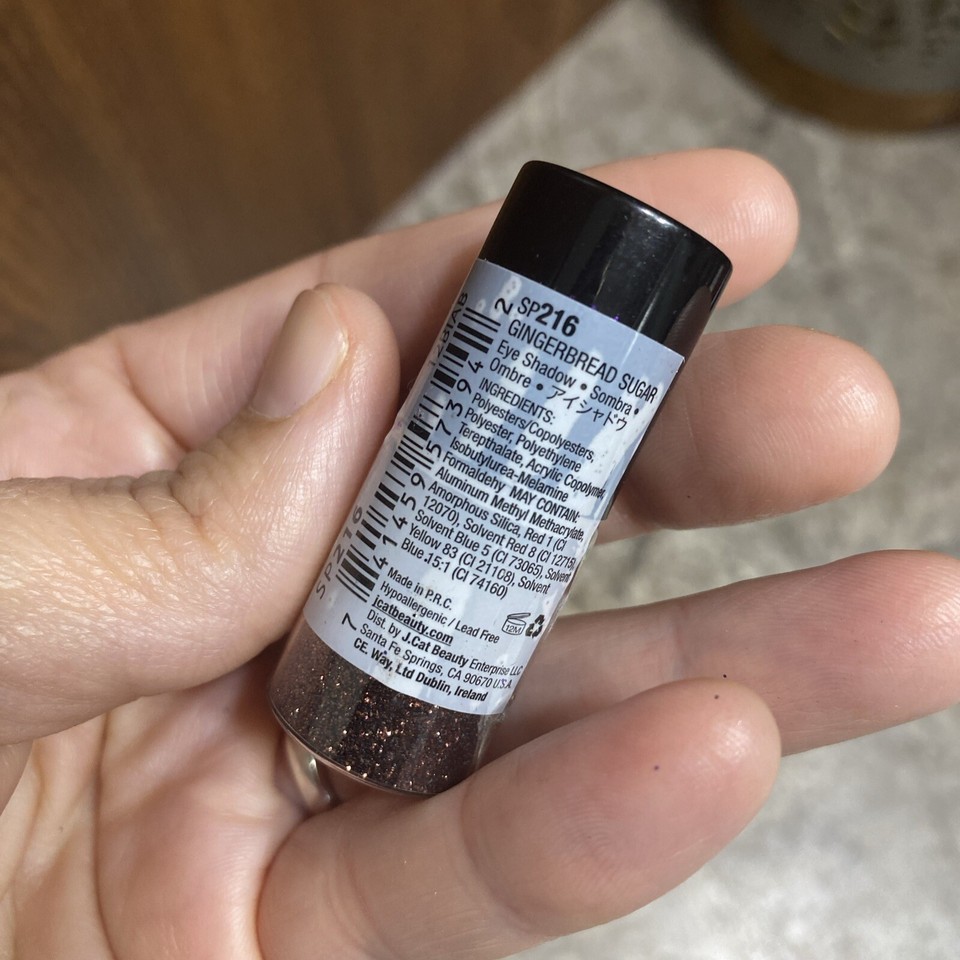 SP216
GINGERBREAD SUGAR
Eye Shadow • Sombra •
Ombre • アイシャドウ
INGREDIENTS:
Polyesters/Copolyesters,
Polyester, Polyethylene
Terepthalate, Acrylic Copolymer,
Isobutylurea-Melamine
Formaldehy MAY CONTAIN:
Aluminum Methyl Methacrylate,
Amorphous Silica, Red 1 (CI
12070), Solvent Red 8 (CI 12715),
Solvent Blue 5 (CI 73065), Solvent
Yellow 83 (CI 21108), Solvent
Blue 15:1 (CI 74160)
12M
Made in P.R.C.
Hypoallergenic / Lead Free
jcatbeauty.com
Dist. by J.Cat Beauty Enterprise LLC
Santa Fe Springs, CA 90670 U.S.A.
CE. Way, Ltd Dublin, Ireland
7 41459 57394 2
SP216